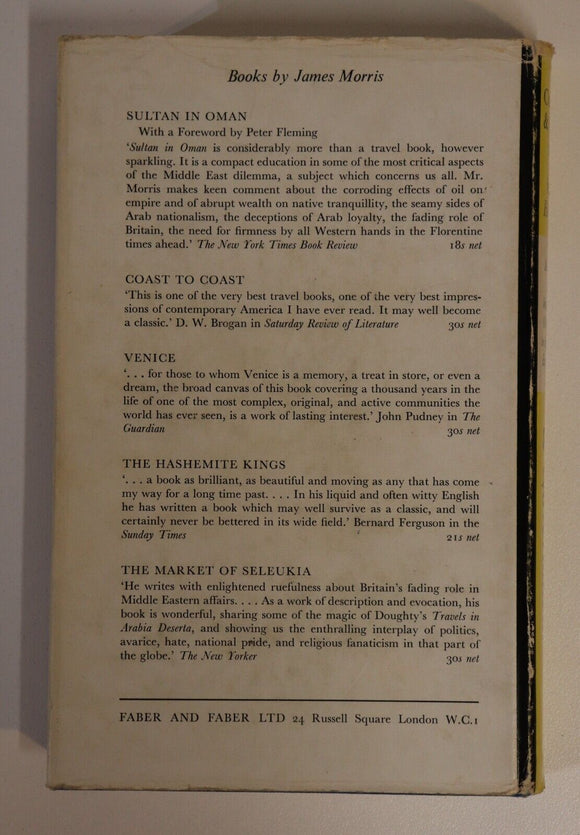 Books by James Morris
SULTAN IN OMAN
With a Foreword by Peter Fleming
‘Sultan in Oman is considerably more than a travel book, however
sparkling. It is a compact education in some of the most critical aspects
of the Middle East dilemma, a subject which concerns us all. Mr.
Morris makes keen comment about the corroding effects of oil on
empire and of abrupt wealth on native tranquillity, the seamy sides of
Arab nationalism, the deceptions of Arab loyalty, the fading role of
Britain, the need for firmness by all Western hands in the Florentine
times ahead.’ The New York Times Book Review 18s net
COAST TO COAST
‘This is one of the very best travel books, one of the very best impres-
sions of contemporary America I have ever read. It may well become
a classic.’ D. W. Brogan in Saturday Review of Literature 30s net
VENICE
‘. . . for those to whom Venice is a memory, a treat in store, or even a
dream, the broad canvas of this book covering a thousand years in the
life of one of the most complex, original, and active communities the
world has ever seen, is a work of lasting interest.’ John Pudney in The
Guardian 30s net
THE HASHEMITE KINGS
‘. . . a book as brilliant, as beautiful and moving as any that has come
my way for a long time past. . . . In his liquid and often witty English
he has written a book which may well survive as a classic, and will
certainly never be bettered in its wide field.’ Bernard Ferguson in the
Sunday Times 21s net
THE MARKET OF SELEUKIA
‘He writes with enlightened ruefulness about Britain’s fading role in
Middle Eastern affairs. . . . As a work of description and evocation, his
book is wonderful, sharing some of the magic of Doughty’s Travels in
Arabia Deserta, and showing us the enthralling interplay of politics,
avarice, hate, national pride, and religious fanaticism in that part of
the globe.’ The New Yorker 30s net
FABER AND FABER LTD 24 Russell Square London W.C.1